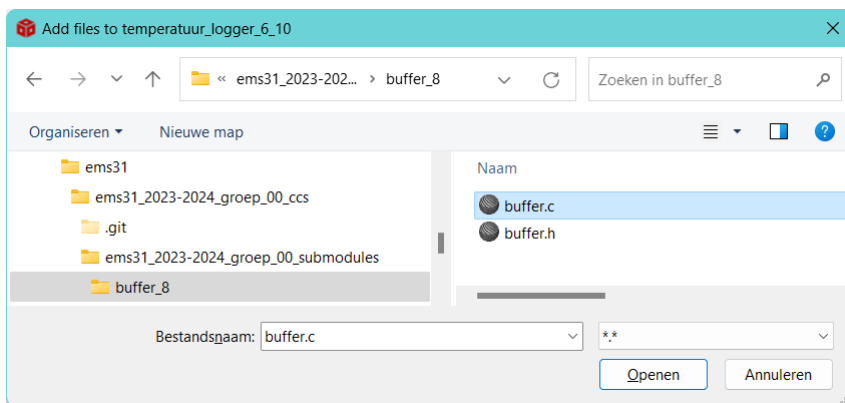 Add files to temperatuur_logger_6_10
« ems31_2023-202... › buffer_8
Zoeken in buffer_8
Organiseren
Nieuwe map
ems31
ems31_2023-2024_groep_00_ccs
.git
ems31_2023-2024_groep_00_submodules
buffer_8
Naam
buffer.c
buffer.h
Bestandsnaam: buffer.c
*.*
Openen
Annuleren